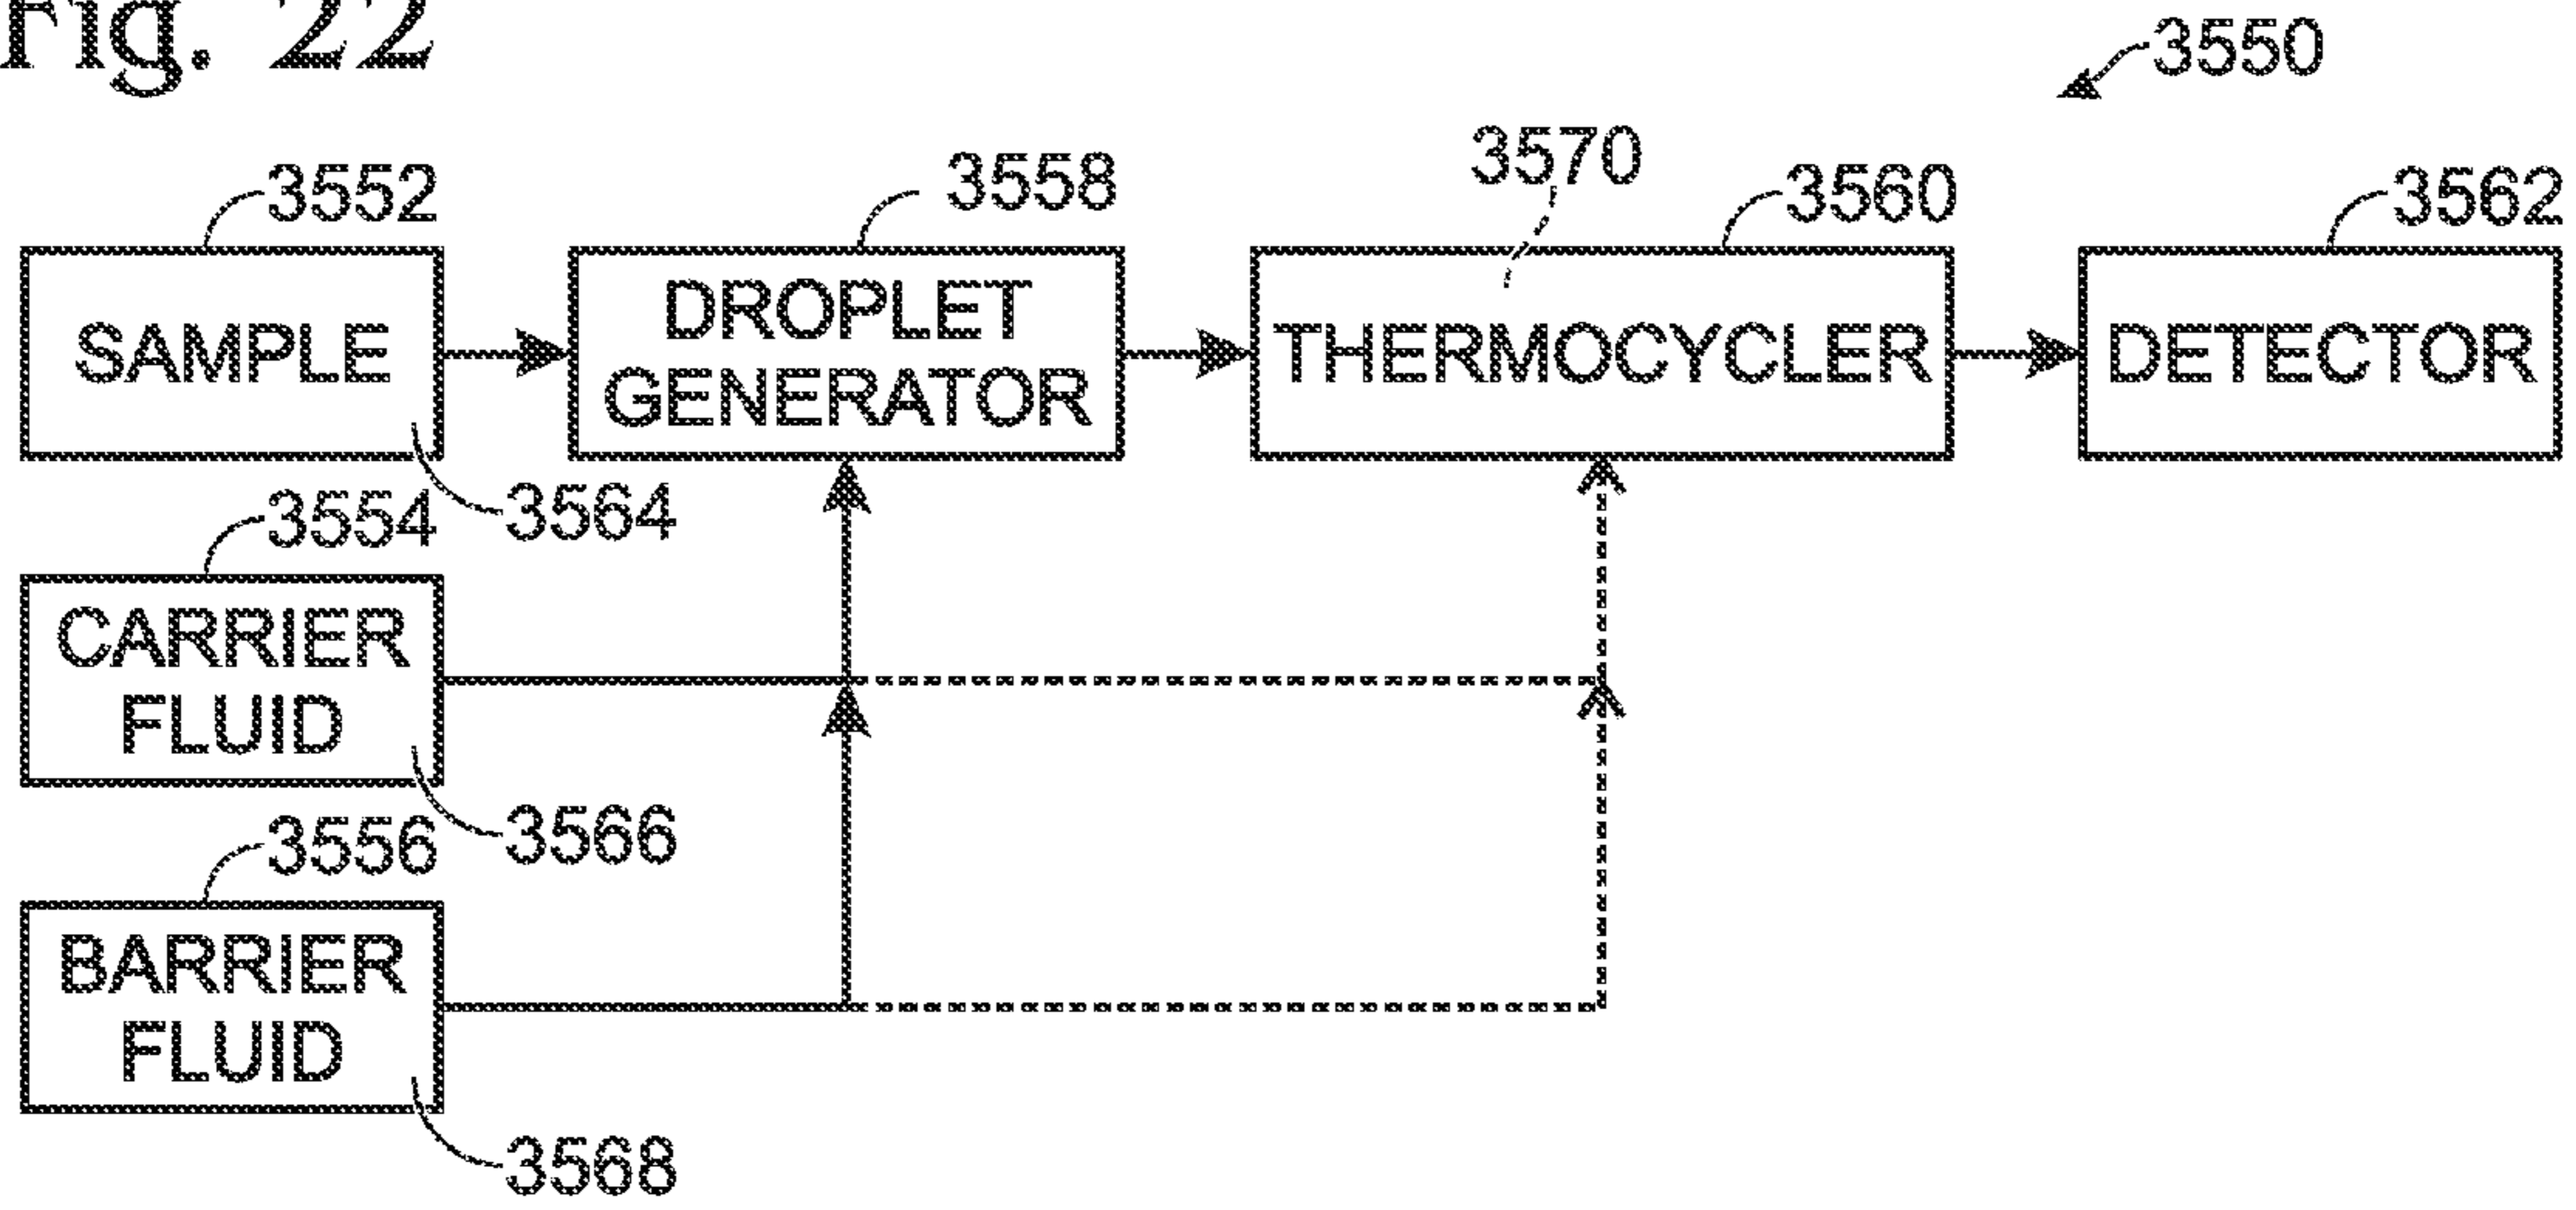 Fig. 22
3550
3552
3558
3570
3560
3562
SAMPLE
DROPLET
GENERATOR
THERMOCYCLER
DETECTOR
3564
3554
CARRIER
FLUID
3566
3556
BARRIER
FLUID
3568